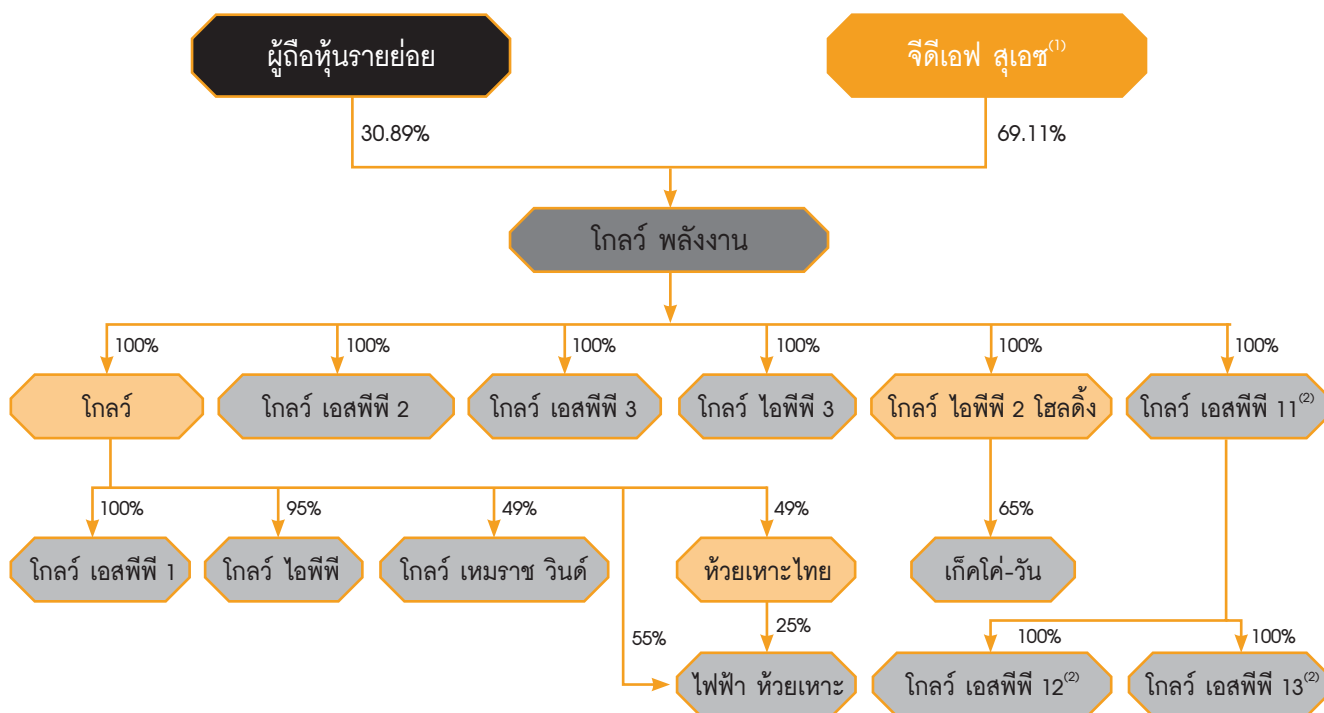 ผู้ถือหุ้นรายย่อย
จีดีเอฟ สุเอซ(1)
30.89%
69.11%
โกลว์ พลังงาน
100%
100%
100%
100%
100%
100%
โกลว์
โกลว์ เอสพีพี 2
โกลว์ เอสพีพี 3
โกลว์ ไอพีพี 3
โกลว์ ไอพีพี 2 โฮลดิ้ง
โกลว์ เอสพีพี 11(2)
100%
95%
49%
49%
65%
โกลว์ เอสพีพี 1
โกลว์ ไอพีพี
โกลว์ เหมราช วินด์
ห้วยเหาะไทย
เก็คโค่-วัน
55%
25%
100%
100%
ไฟฟ้า ห้วยเหาะ
โกลว์ เอสพีพี 12(2)
โกลว์ เอสพีพี 13(2)